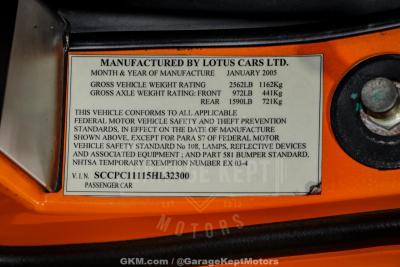 MANUFACTURED BY LOTUS CARS LTD.
MONTH & YEAR OF MANUFACTURE JANUARY 2005
GROSS VEHICLE WEIGHT RATING 2562LB 1162Kg
GROSS AXLE WEIGHT RATING: FRONT 972LB 441Kg
REAR 1590LB 721Kg
THIS VEHICLE CONFORMS TO ALL APPLICABLE
FEDERAL MOTOR VEHICLE SAFETY AND THEFT PREVENTION
STANDARDS, IN EFFECT ON THE DATE OF MANUFACTURE
SHOWN ABOVE, EXCEPT FOR PARA S7 OF FEDERAL MOTOR
VEHICLE SAFETY STANDARD No 108, LAMPS, REFLECTIVE DEVICES
AND ASSOCIATED EQUIPMENT ; AND PART 581 BUMPER STANDARD,
NHTSA TEMPORARY EXEMPTION NUMBER EX 03-4
V.I.N. SCCPC11115HL32300
PASSENGER CAR
GARAGE KEPT
MOTORS
GKM.com / @GarageKeptMotors